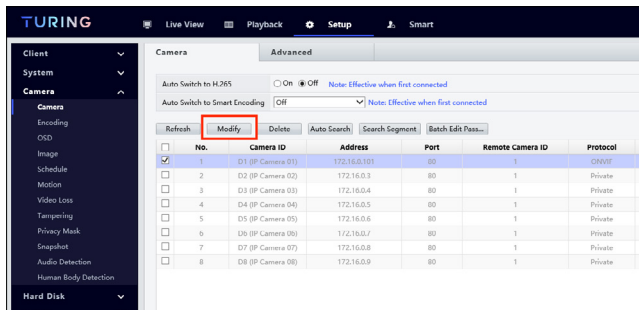 TURING
Live View Playback Setup Smart
Client
System
Camera
Camera
Encoding
OSD
Image
Schedule
Motion
Video Loss
Tampering
Privacy Mask
Snapshot
Audio Detection
Human Body Detection
Hard Disk
Camera Advanced
Auto Switch to H.265 On Off Note: Effective when first connected
Auto Switch to Smart Encoding Off Note: Effective when first connected
Refresh Modify Delete Auto Search Search Segment Batch Edit Pass...
No. Camera ID Address Port Remote Camera ID Protocol
1 D1 (IP Camera 01) 172.16.0.101 80 1 ONVIF
2 D2 (IP Camera 02) 172.16.0.3 80 1 Private
3 D3 (IP Camera 03) 172.16.0.4 80 1 Private
4 D4 (IP Camera 04) 172.16.0.5 80 1 Private
5 D5 (IP Camera 05) 172.16.0.6 80 1 Private
6 D6 (IP Camera 06) 172.16.0.7 80 1 Private
7 D7 (IP Camera 07) 172.16.0.8 80 1 Private
8 D8 (IP Camera 08) 172.16.0.9 80 1 Private